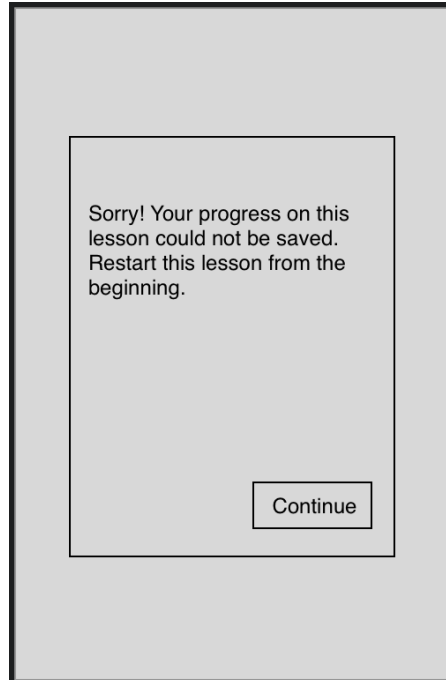 Sorry! Your progress on this
lesson could not be saved.
Restart this lesson from the
beginning.
Continue